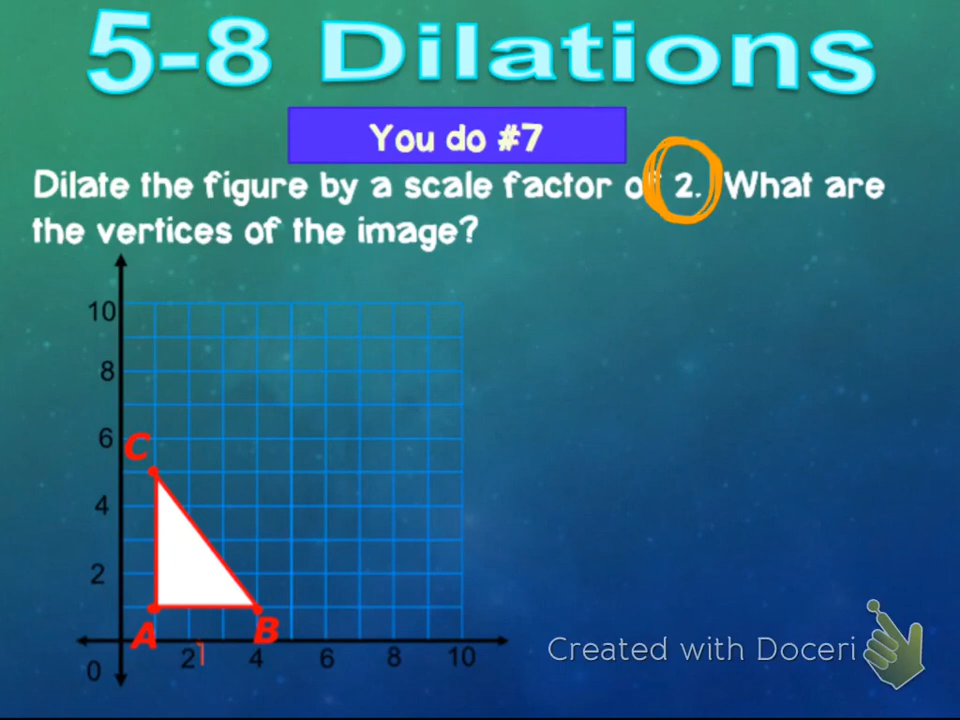 5-8 Dilations
You do #7
Dilate the figure by a scale factor of 2. What are
the vertices of the image?
10
8
6
C
4
2
A
B
0
2
4
6
8
10
Created with Doceri